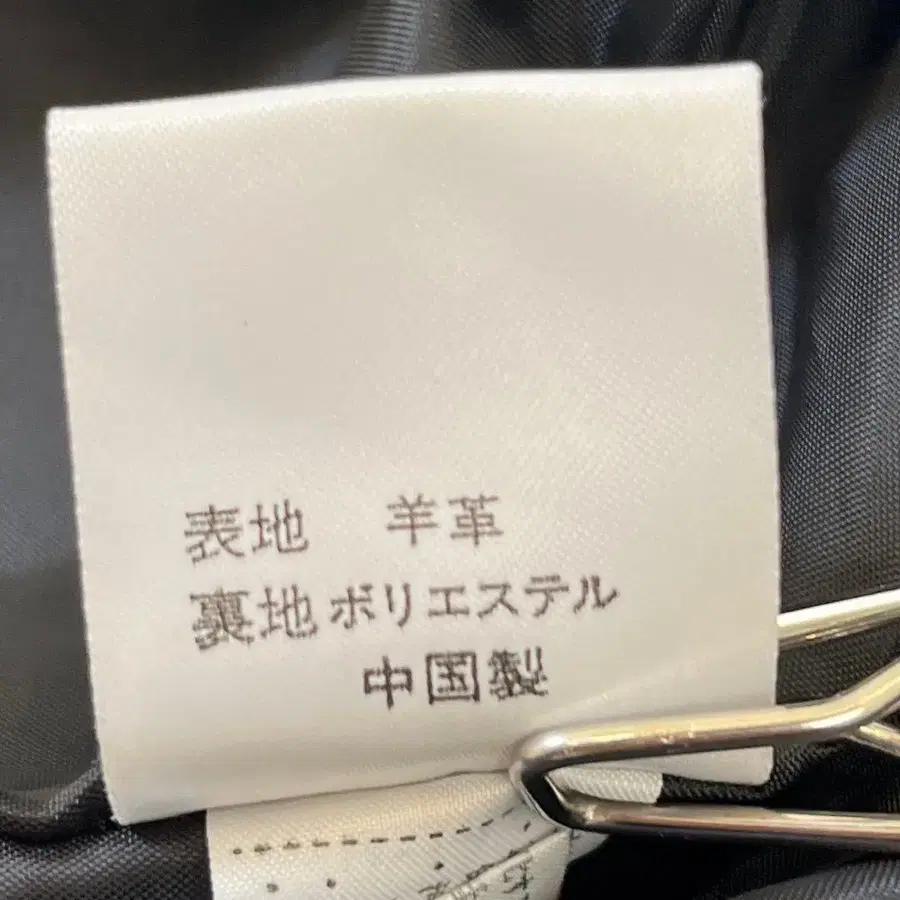 表地 羊革
裏地 ポリエステル
中国製